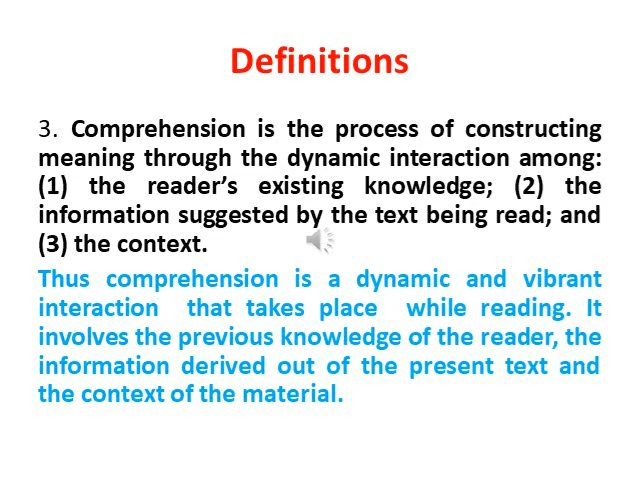 Definitions
3. Comprehension is the process of constructing
meaning through the dynamic interaction among:
(1) the reader’s existing knowledge; (2) the
information suggested by the text being read; and
(3) the context.
Thus comprehension is a dynamic and vibrant
interaction that takes place while reading. It
involves the previous knowledge of the reader, the
information derived out of the present text and
the context of the material.